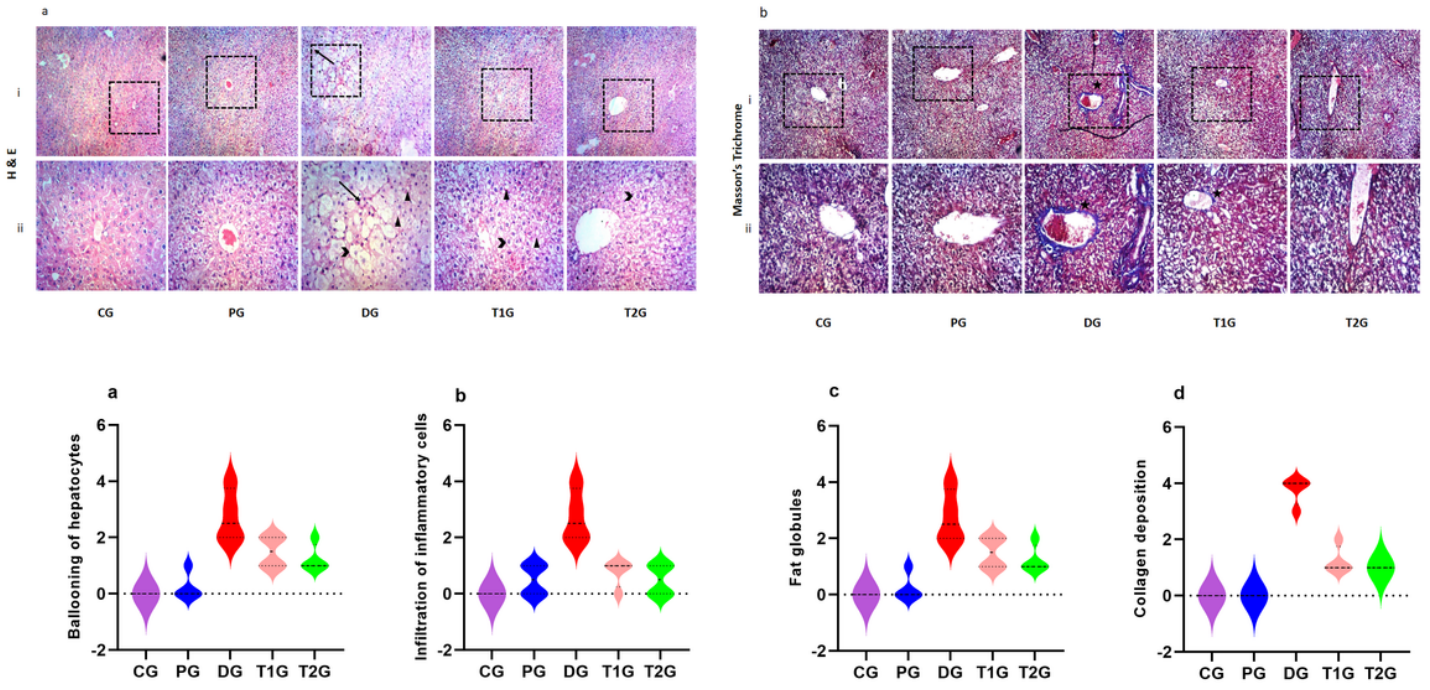 a
H & E
i
ii
CG PG DG T1G T2G
b
Masson's Trichrome
i
ii
CG PG DG T1G T2G
a
Ballooning of hepatocytes
6
4
2
0
-2
CG PG DG T1G T2G
b
Infiltration of inflammatory cells
6
4
2
0
-2
CG PG DG T1G T2G
c
Fat globules
6
4
2
0
-2
CG PG DG T1G T2G
d
Collagen deposition
6
4
2
0
-2
CG PG DG T1G T2G